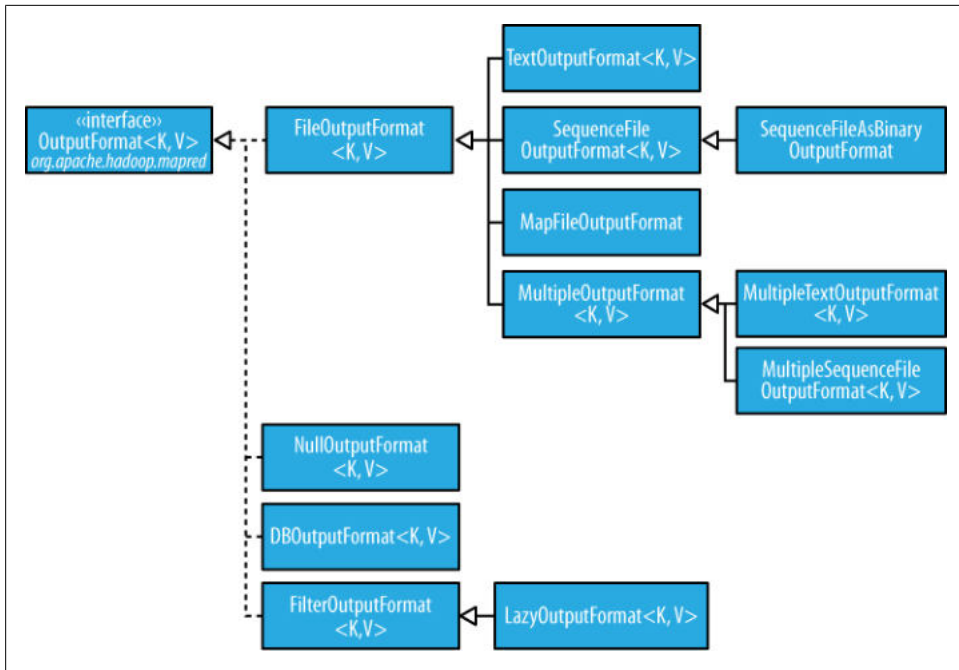 ‹‹interface››
OutputFormat<K, V>
org.apache.hadoop.mapred
FileOutputFormat
<K, V>
TextOutputFormat<K, V>
SequenceFile
OutputFormat<K, V>
SequenceFileAsBinary
OutputFormat
MapFileOutputFormat
MultipleOutputFormat
<K, V>
MultipleTextOutputFormat
<K, V>
MultipleSequenceFile
OutputFormat<K, V>
NullOutputFormat
<K, V>
DBOutputFormat<K, V>
FilterOutputFormat
<K,V>
LazyOutputFormat<K, V>